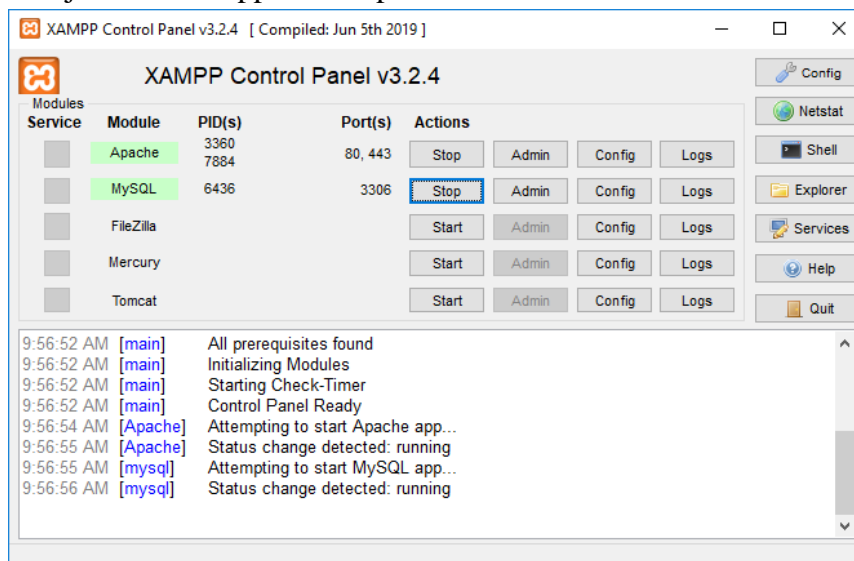 XAMPP Control Panel v3.2.4 [ Compiled: Jun 5th 2019 ]
XAMPP Control Panel v3.2.4
Config
Modules
Netstat
Service Module PID(s) Port(s) Actions
Apache 3360 7884 80, 443 Stop Admin Config Logs
Shell
MySQL 6436 3306 Stop Admin Config Logs
Explorer
FileZilla Start Admin Config Logs
Services
Mercury Start Admin Config Logs
Help
Tomcat Start Admin Config Logs
Quit
9:56:52 AM [main] All prerequisites found
9:56:52 AM [main] Initializing Modules
9:56:52 AM [main] Starting Check-Timer
9:56:52 AM [main] Control Panel Ready
9:56:54 AM [Apache] Attempting to start Apache app...
9:56:55 AM [Apache] Status change detected: running
9:56:55 AM [mysql] Attempting to start MySQL app...
9:56:56 AM [mysql] Status change detected: running